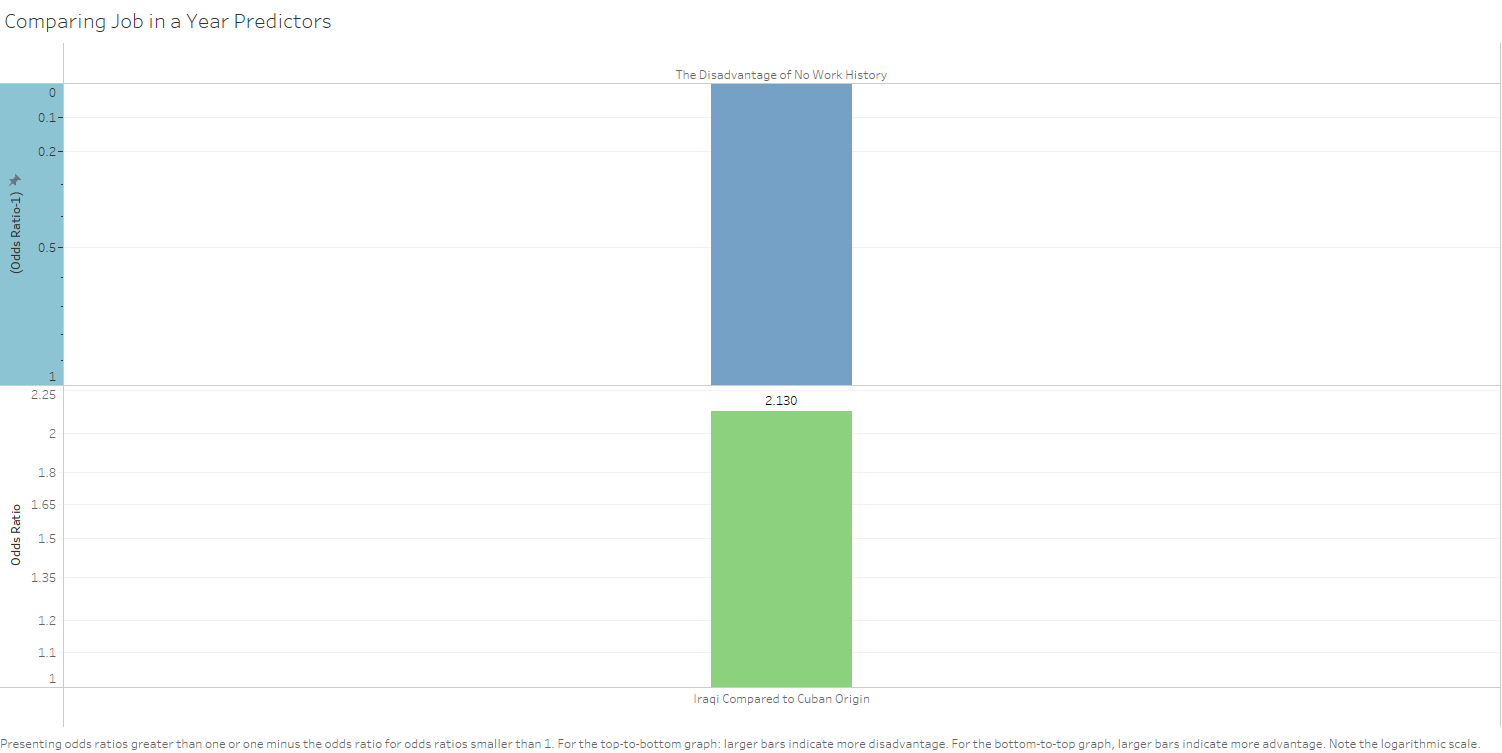 Comparing Job in a Year Predictors
The Disadvantage of No Work History
0
0.1
0.2
(Odds Ratio-1)
0.5
1
2.25
2.130
2
1.8
1.65
Odds Ratio
1.5
1.35
1.2
1.1
1
Iraqi Compared to Cuban Origin
Presenting odds ratios greater than one or one minus the odds ratio for odds ratios smaller than 1. For the top-to-bottom graph: larger bars indicate more disadvantage. For the bottom-to-top graph, larger bars indicate more advantage. Note the logarithmic scale.